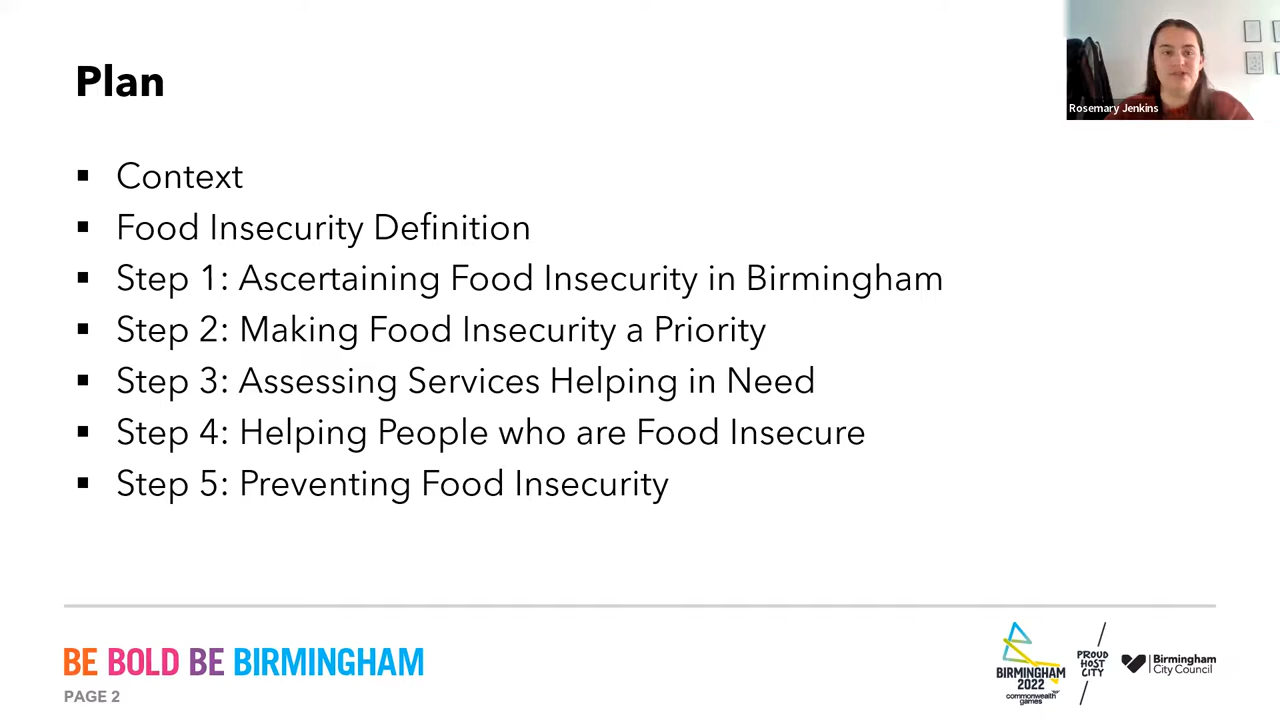 Plan
Rosemary Jenkins
▪ Context
▪ Food Insecurity Definition
▪ Step 1: Ascertaining Food Insecurity in Birmingham
▪ Step 2: Making Food Insecurity a Priority
▪ Step 3: Assessing Services Helping in Need
▪ Step 4: Helping People who are Food Insecure
▪ Step 5: Preventing Food Insecurity
BE BOLD BE BIRMINGHAM
PAGE 2
BIRMINGHAM
2022
commonwealth
games
PROUD
HOST
CITY
Birmingham
City Council